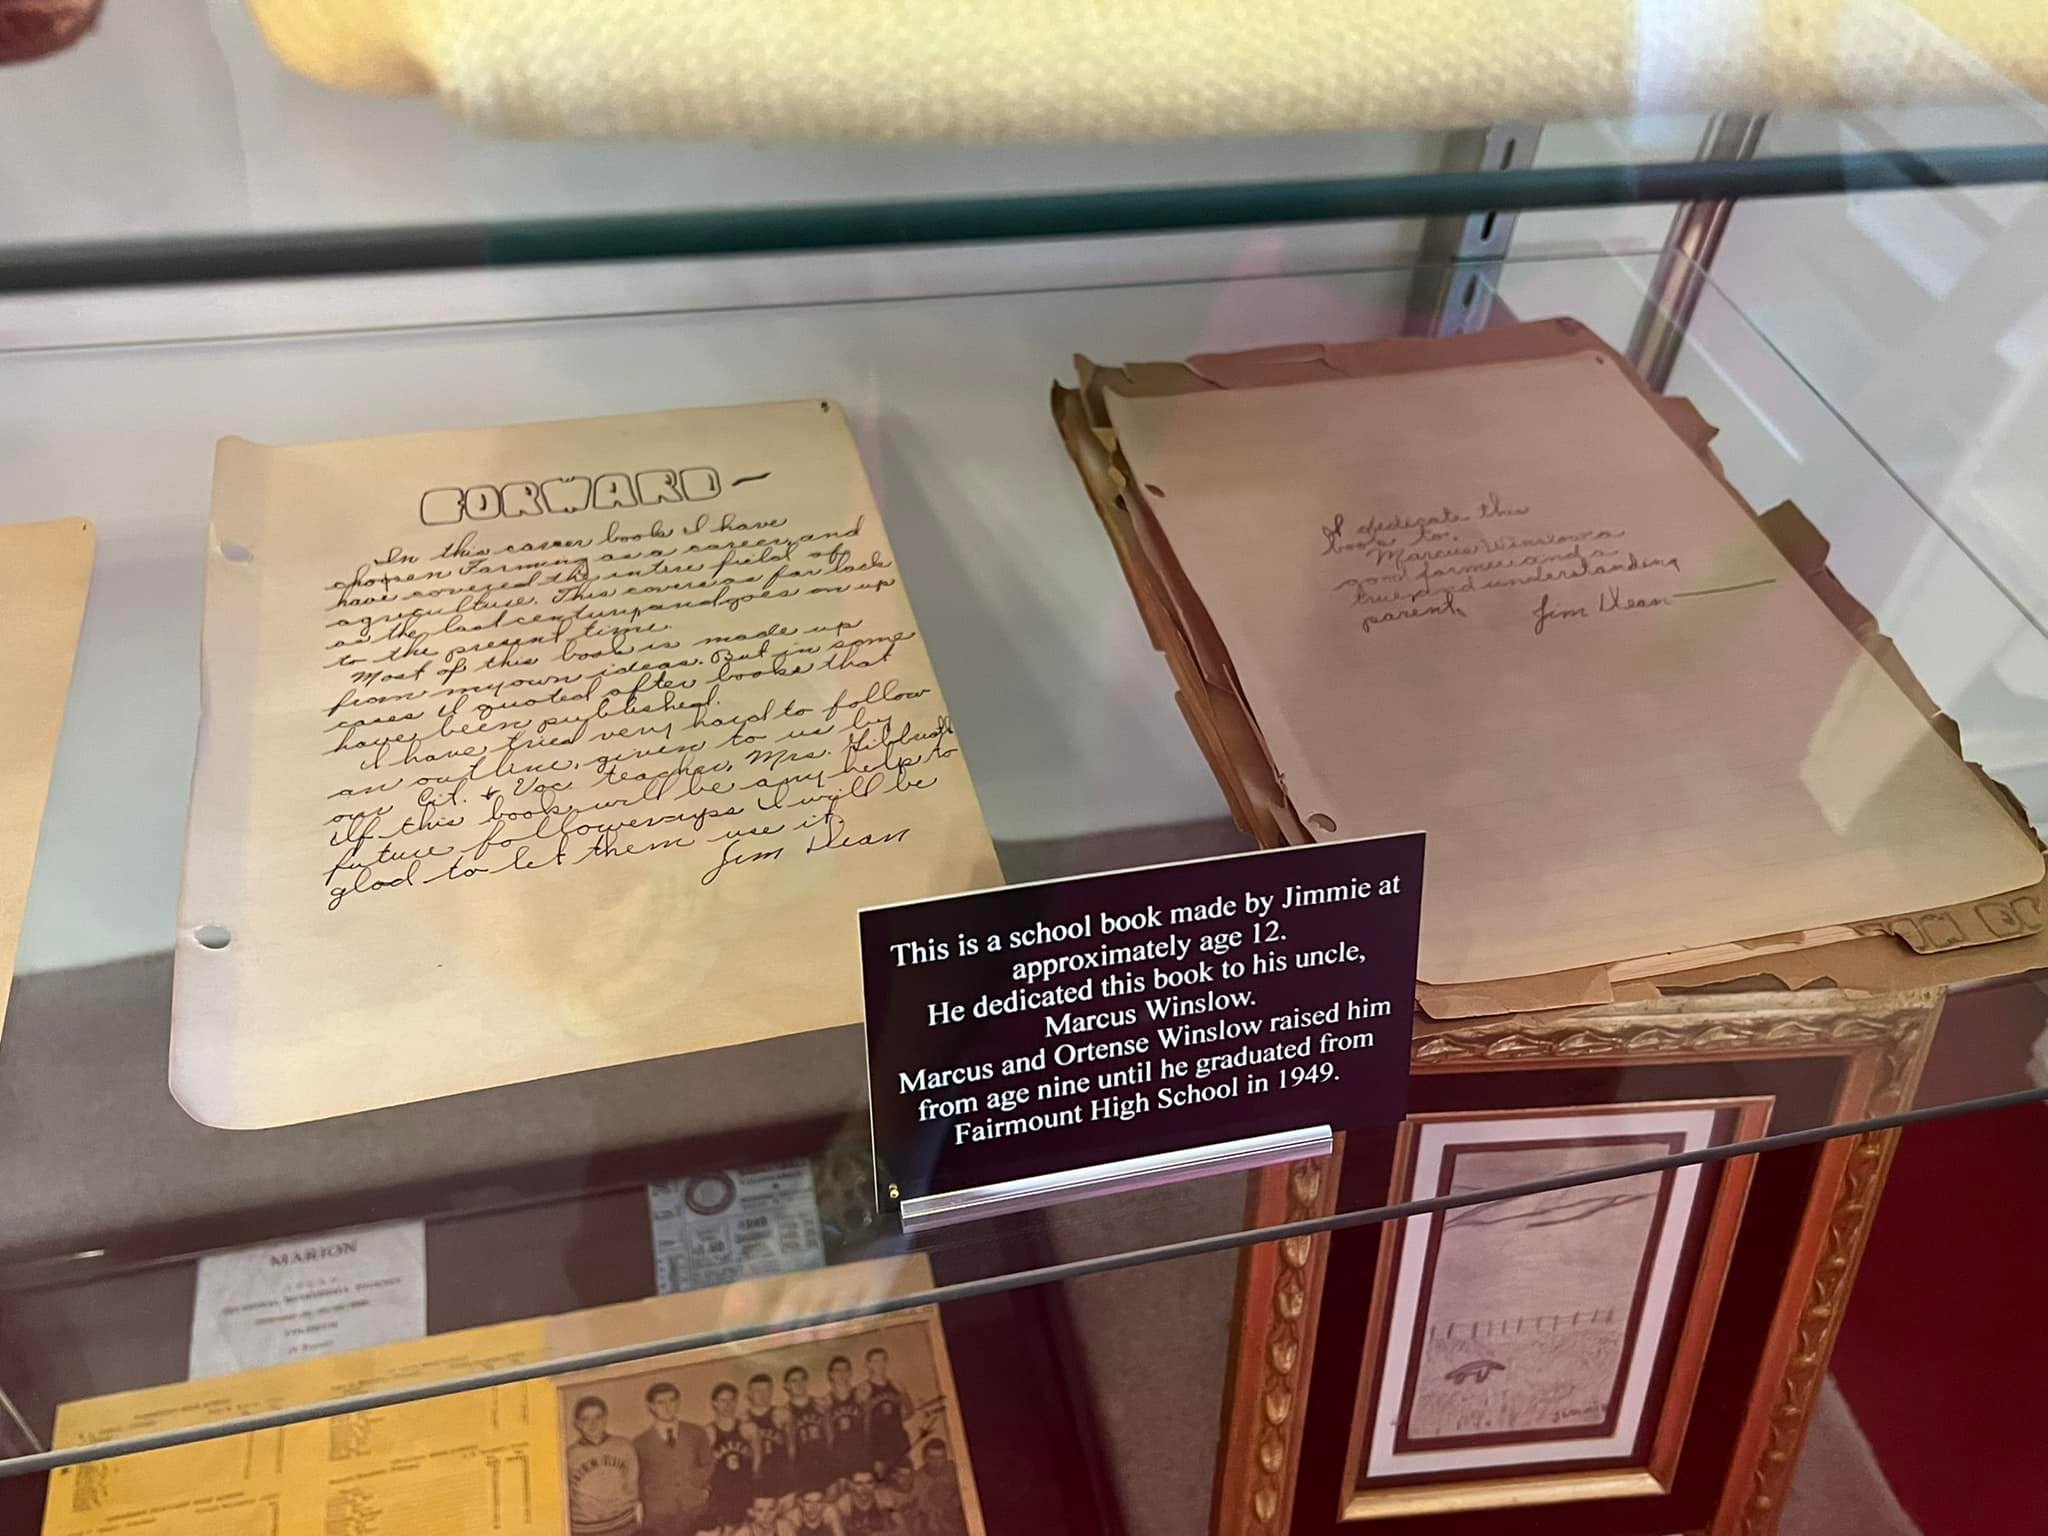 FORWARD -
In this career book I have
chosen Farming as a career, and
have covered the intire field of
agriculture. This covers as far back
as the last century, and goes on up
to the present time.
Most of this book is made up
from my own ideas. But in some
cases I quoted after books that
have been published.
I have tried very hard to follow
an outline, given to us by
our Cit. & Voc. teacher, Mrs.
If this book will be any help to
future follower-ups I will be
glad to let them use it.
Jim Dean
I dedicate this
book to,
Marcus Winslow a
good farmer and a
true and understanding
parent,
Jim Dean
This is a school book made by Jimmie at
approximately age 12.
He dedicated this book to his uncle,
Marcus Winslow.
Marcus and Ortense Winslow raised him
from age nine until he graduated from
Fairmount High School in 1949.
MARION